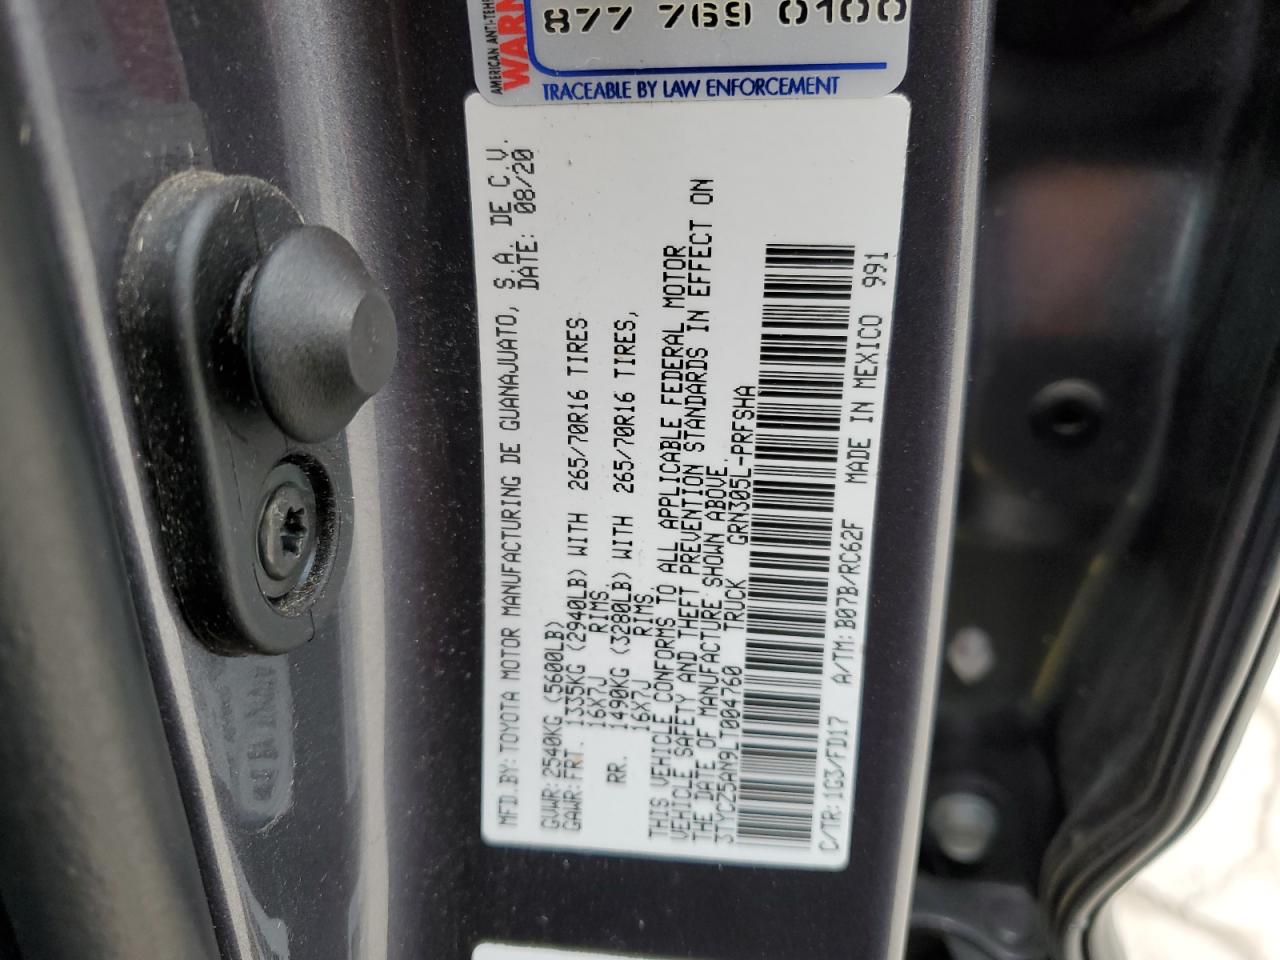 AMERICAN ANTI-THE
WARN
877 769 0100
TRACEABLE BY LAW ENFORCEMENT
MFD.BY:TOYOTA MOTOR MANUFACTURING DE GUANAJUATO, S.A. DE C.V.
DATE: 08/20
GVWR:2540KG (5600LB)
GAWR:FRT. 1335KG (2940LB) WITH 265/70R16 TIRES
16X7J RIMS
RR. 1490KG (3280LB) WITH 265/70R16 TIRES,
16X7J RIMS,
THIS VEHICLE CONFORMS TO ALL APPLICABLE FEDERAL MOTOR
VEHICLE SAFETY AND THEFT PREVENTION STANDARDS IN EFFECT ON
THE DATE OF MANUFACTURE SHOWN ABOVE.
3TYCZ5AN9LT004760 TRUCK GRN305L-PRFSHA
C/TR:1G3/FD17 A/TM:B07B/RC62F MADE IN MEXICO 991